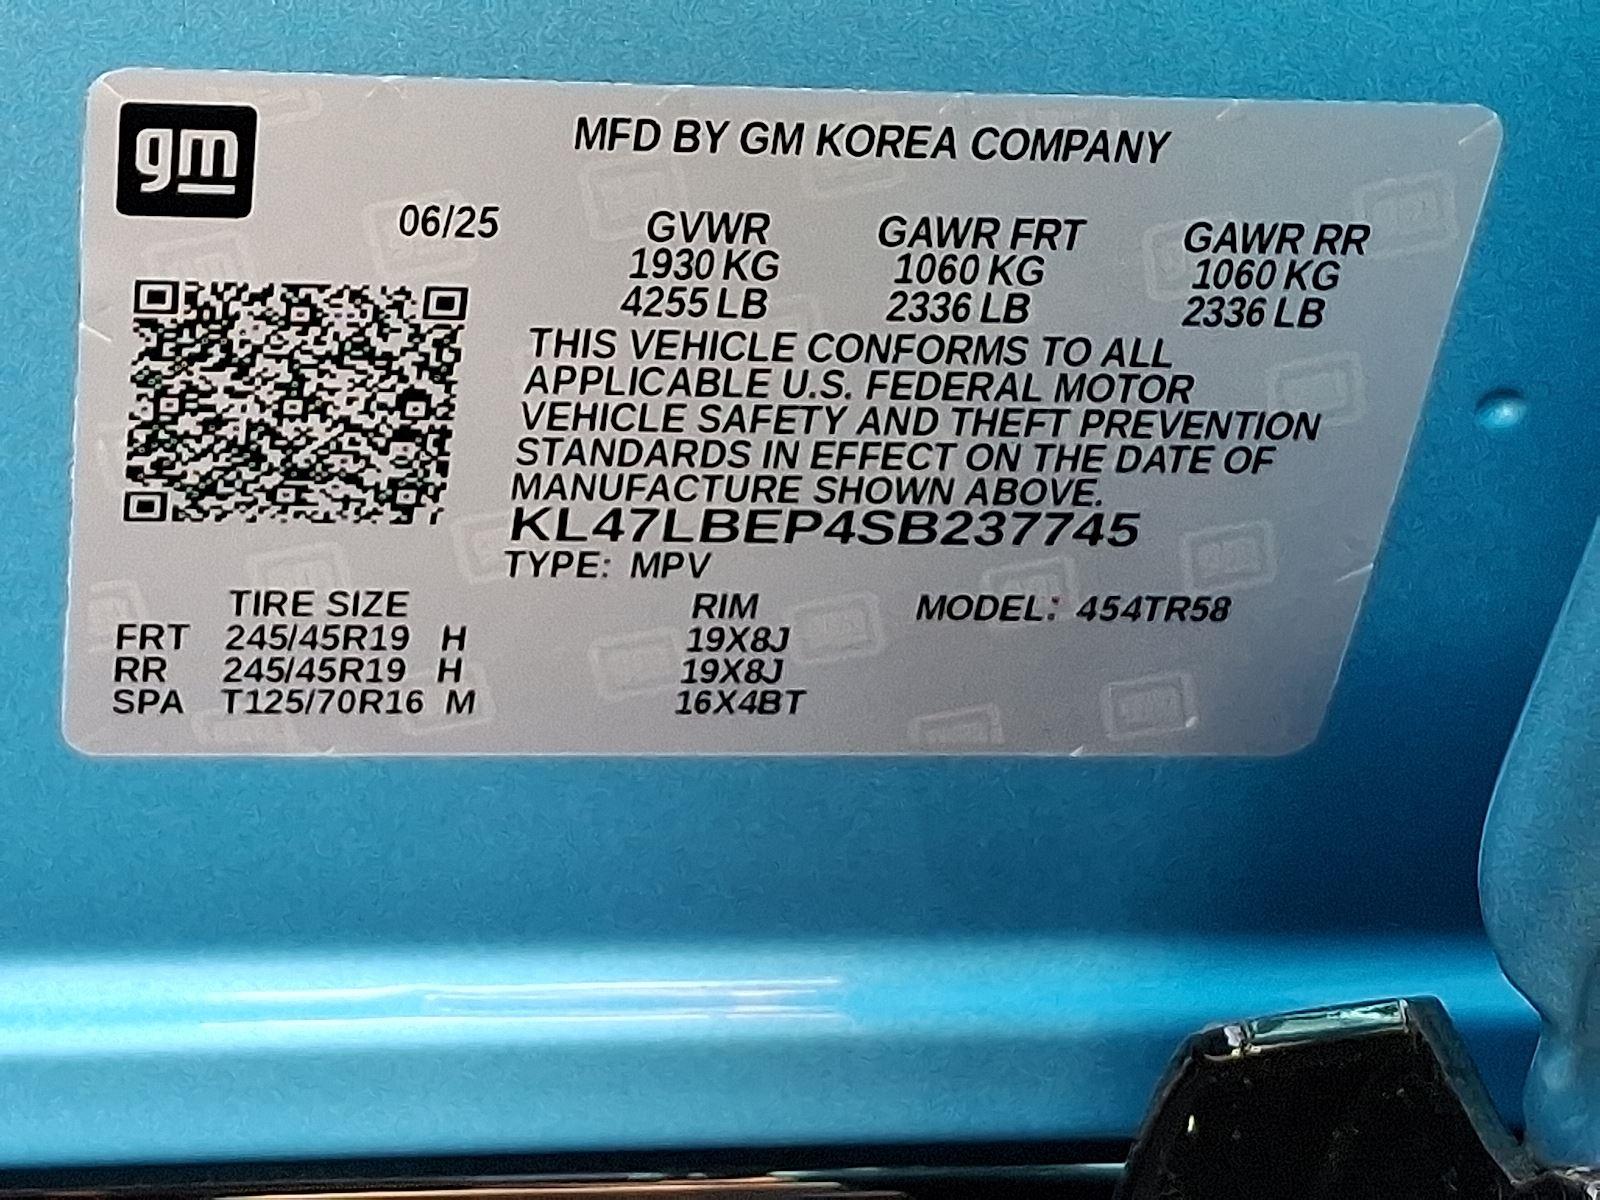 gm
MFD BY GM KOREA COMPANY
06/25 GVWR GAWR FRT GAWR RR
1930 KG 1060 KG 1060 KG
4255 LB 2336 LB 2336 LB
THIS VEHICLE CONFORMS TO ALL
APPLICABLE U.S. FEDERAL MOTOR
VEHICLE SAFETY AND THEFT PREVENTION
STANDARDS IN EFFECT ON THE DATE OF
MANUFACTURE SHOWN ABOVE.
KL47LBEP4SB237745
TYPE: MPV
TIRE SIZE RIM MODEL: 454TR58
FRT 245/45R19 H 19X8J
RR 245/45R19 H 19X8J
SPA T125/70R16 M 16X4BT